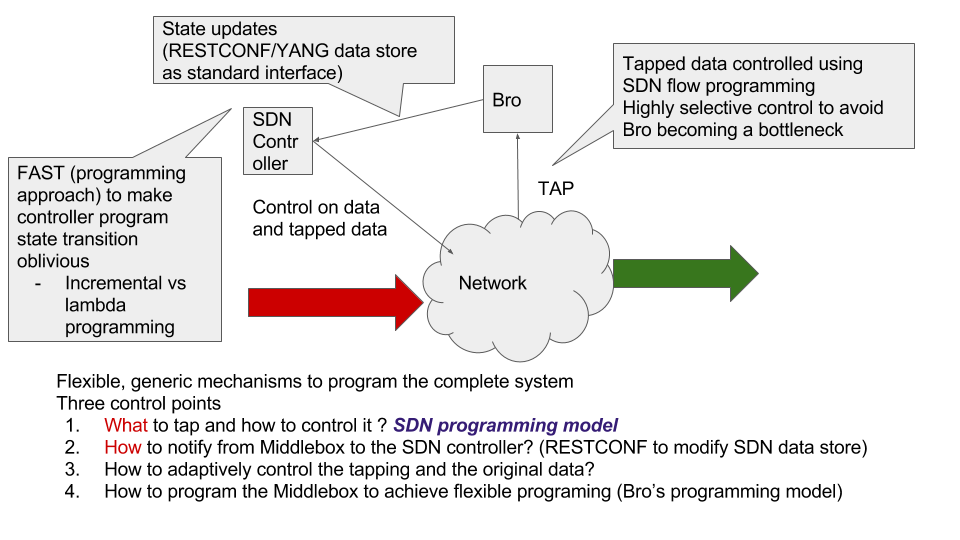 State updates
(RESTCONF/YANG data store
as standard interface)
Tapped data controlled using
SDN flow programming
Highly selective control to avoid
Bro becoming a bottleneck
Bro
SDN
Contr
oller
FAST (programming
approach) to make
controller program
state transition
oblivious
- Incremental vs
lambda
programming
TAP
Control on data
and tapped data
Network
Flexible, generic mechanisms to program the complete system
Three control points
1. What to tap and how to control it ? SDN programming model
2. How to notify from Middlebox to the SDN controller? (RESTCONF to modify SDN data store)
3. How to adaptively control the tapping and the original data?
4. How to program the Middlebox to achieve flexible programing (Bro's programming model)